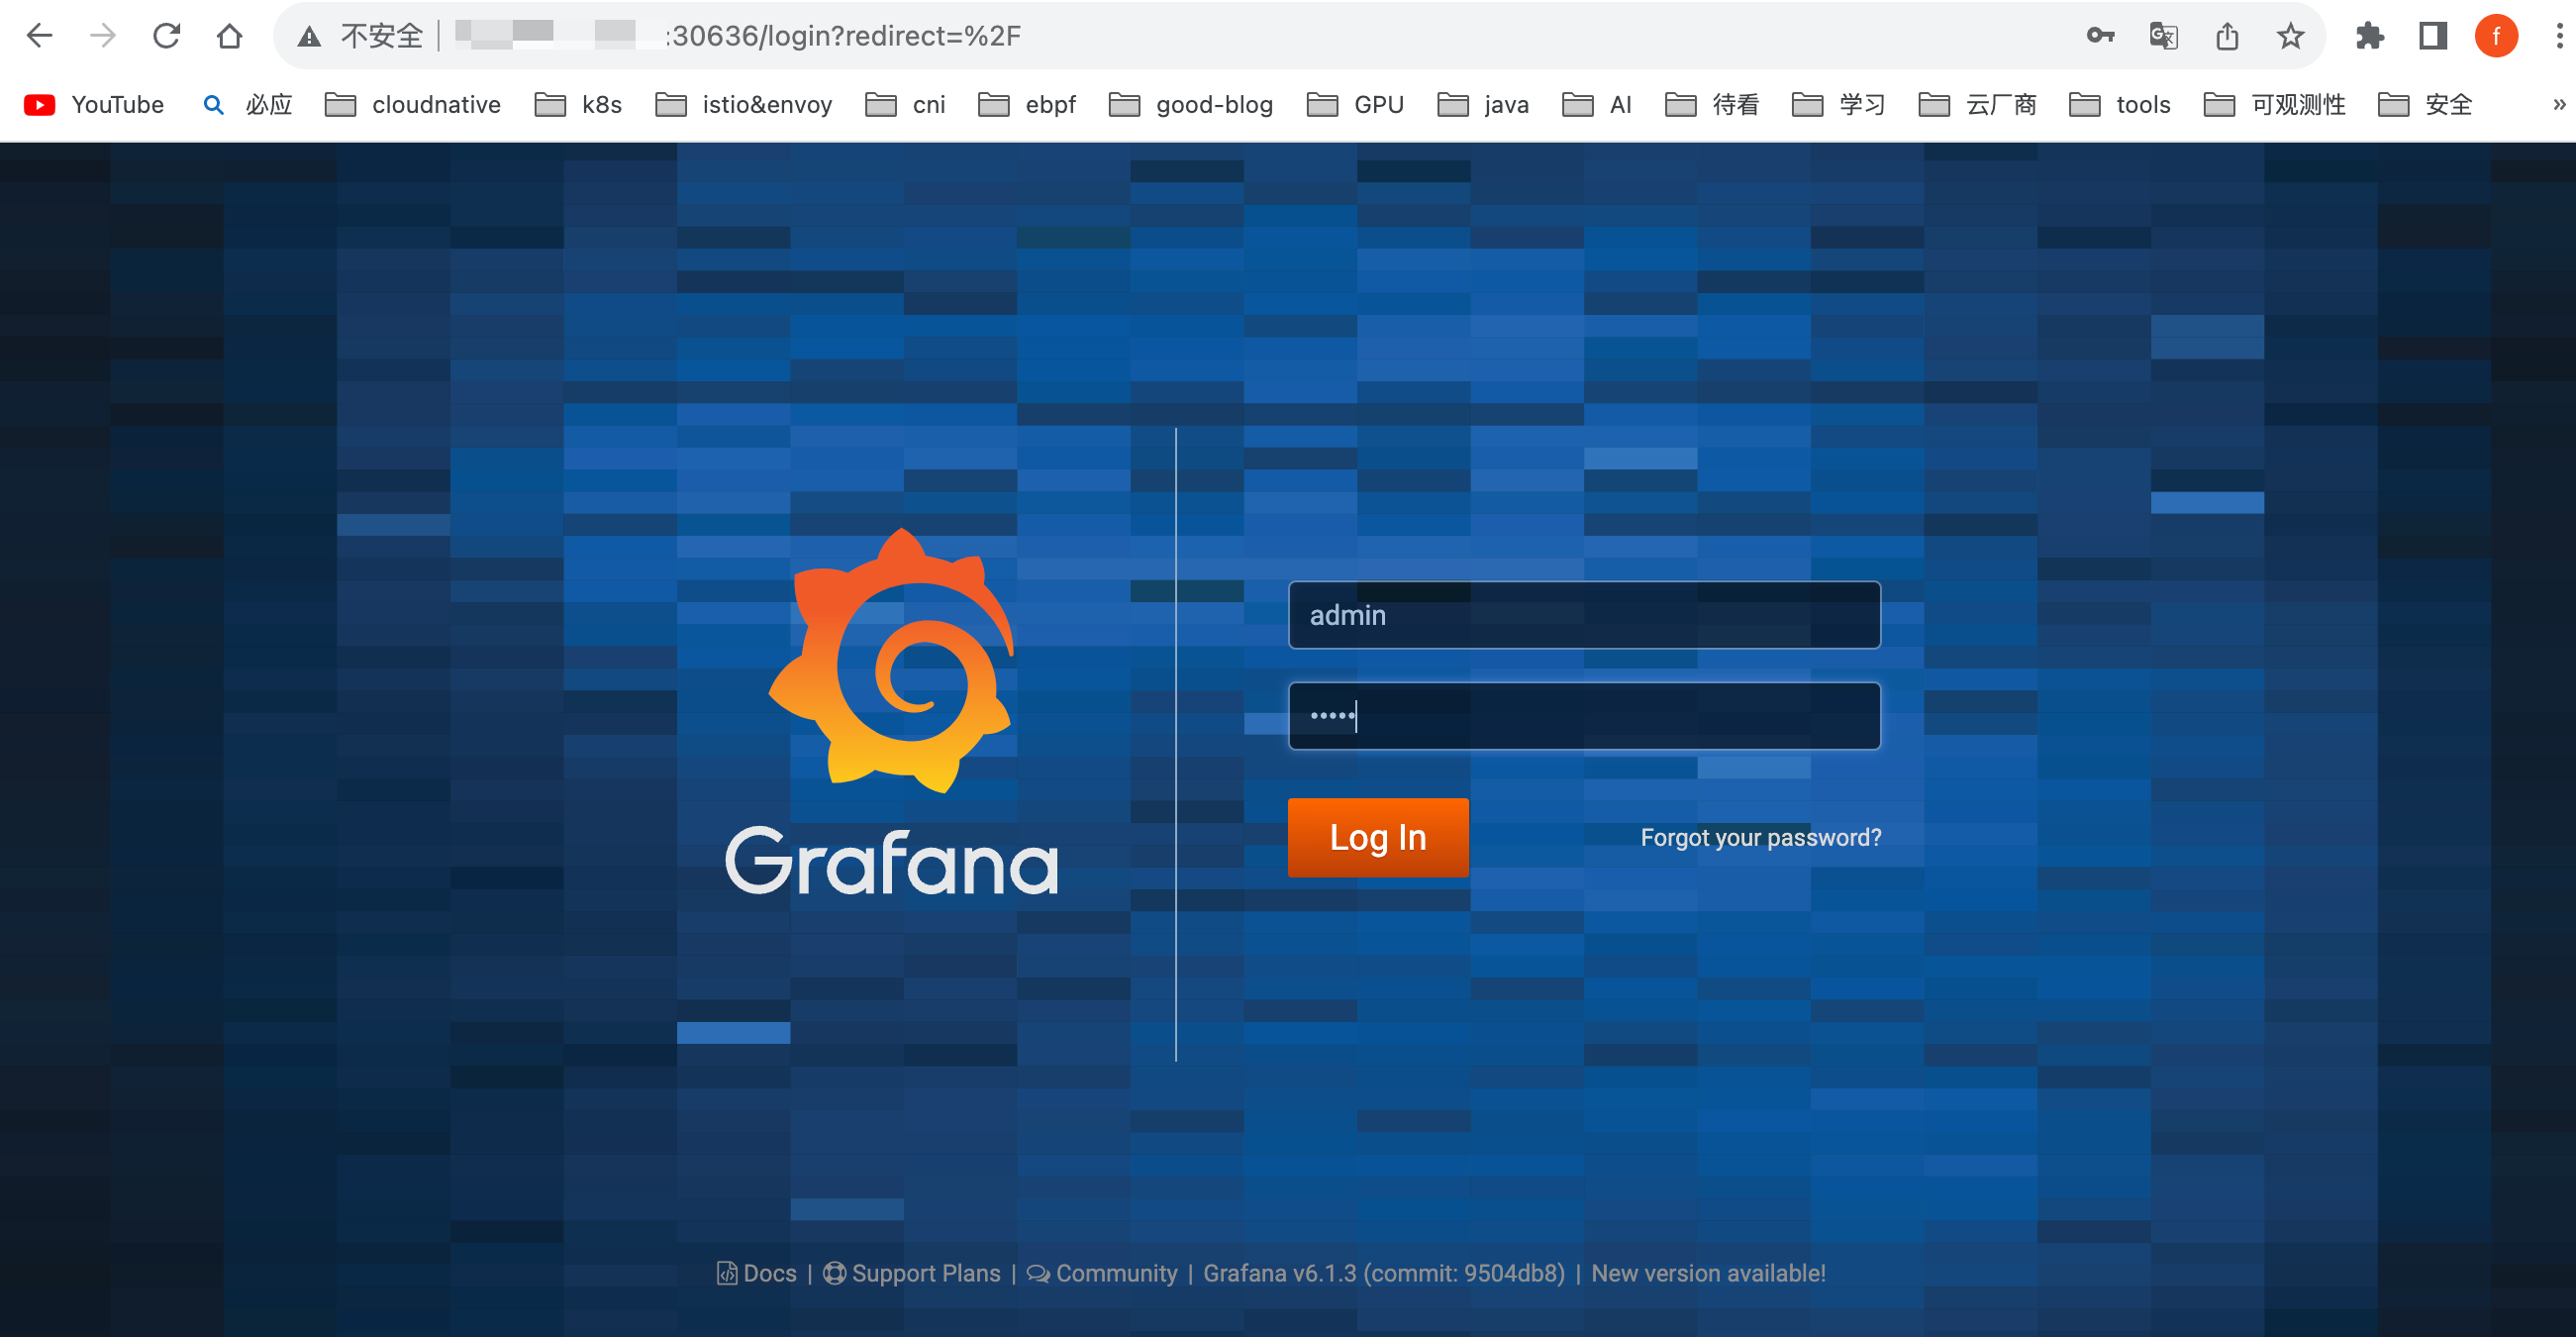 不安全 :30636/login?redirect=%2F f
YouTube 必应 cloudnative k8s istio&envoy cni ebpf good-blog GPU java AI 待看 学习 云厂商 tools 可观测性 安全 »
admin
•••••
Log In Forgot your password?
Grafana
Docs | Support Plans | Community | Grafana v6.1.3 (commit: 9504db8) | New version available!